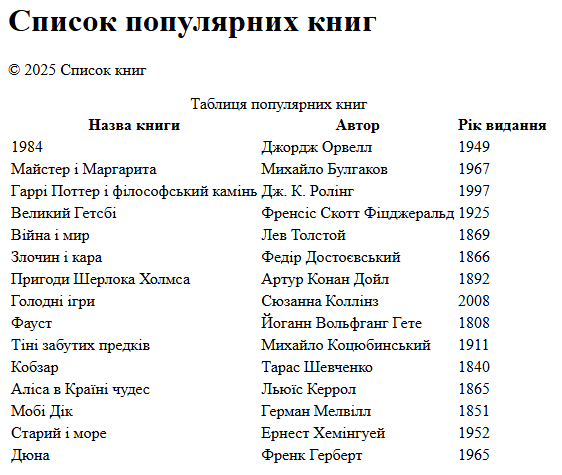 Список популярних книг
© 2025 Список книг
Таблиця популярних книг
Назва книги Автор Рік видання
1984 Джордж Орвелл 1949
Майстер і Маргарита Михайло Булгаков 1967
Гаррі Поттер і філософський камінь Дж. К. Ролінг 1997
Великий Гетсбі Френсіс Скотт Фіцджеральд 1925
Війна і мир Лев Толстой 1869
Злочин і кара Федір Достоєвський 1866
Пригоди Шерлока Холмса Артур Конан Дойл 1892
Голодні ігри Сюзанна Коллінз 2008
Фауст Йоганн Вольфганг Гете 1808
Тіні забутих предків Михайло Коцюбинський 1911
Кобзар Тарас Шевченко 1840
Аліса в Країні чудес Льюїс Керрол 1865
Мобі Дік Герман Мелвілл 1851
Старий і море Ернест Хемінгуей 1952
Дюна Френк Герберт 1965